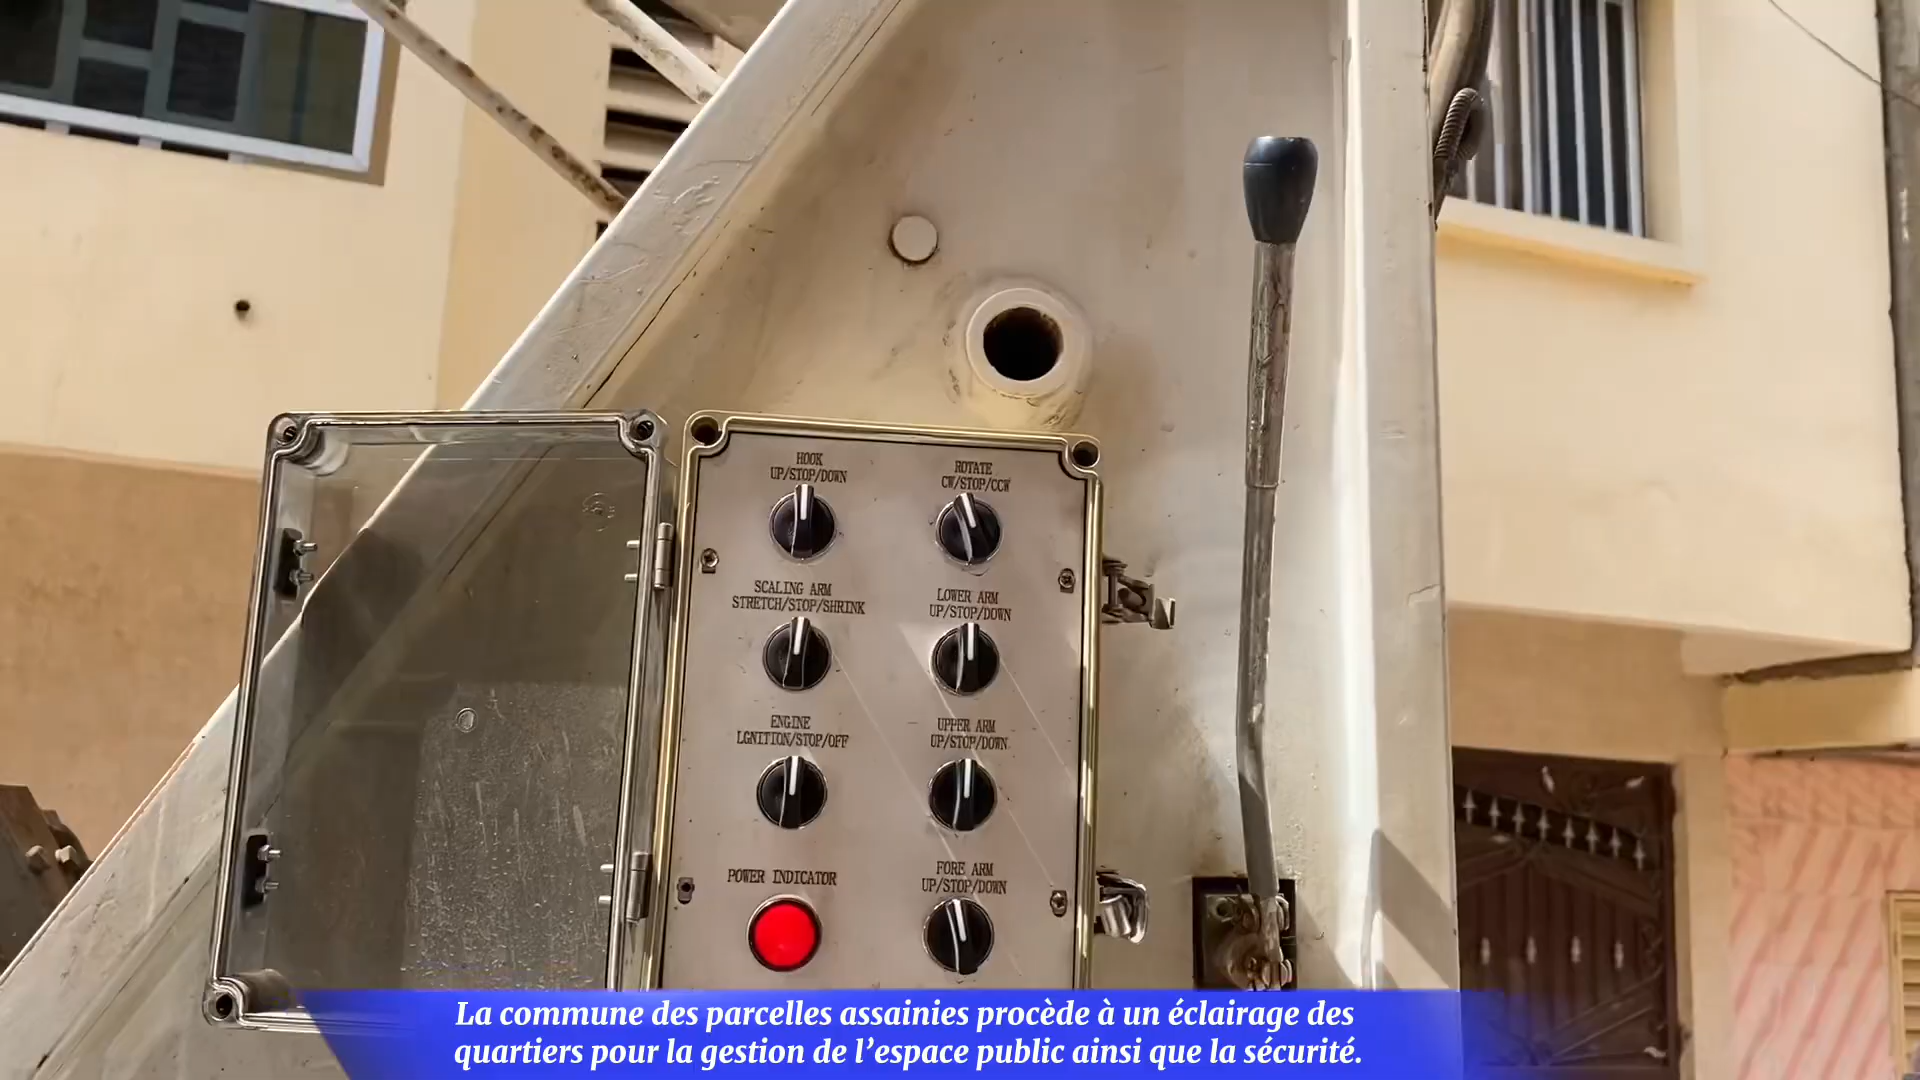 HOOK
UP/STOP/DOWN
ROTATE
CW/STOP/CCW
SCALING ARM
STRETCH/STOP/SHRINK
LOWER ARM
UP/STOP/DOWN
ENGINE
LGNITION/STOP/OFF
UPPER ARM
UP/STOP/DOWN
POWER INDICATOR
FORE ARM
UP/STOP/DOWN
La commune des parcelles assainies procède à un éclairage des
quartiers pour la gestion de l’espace public ainsi que la sécurité.